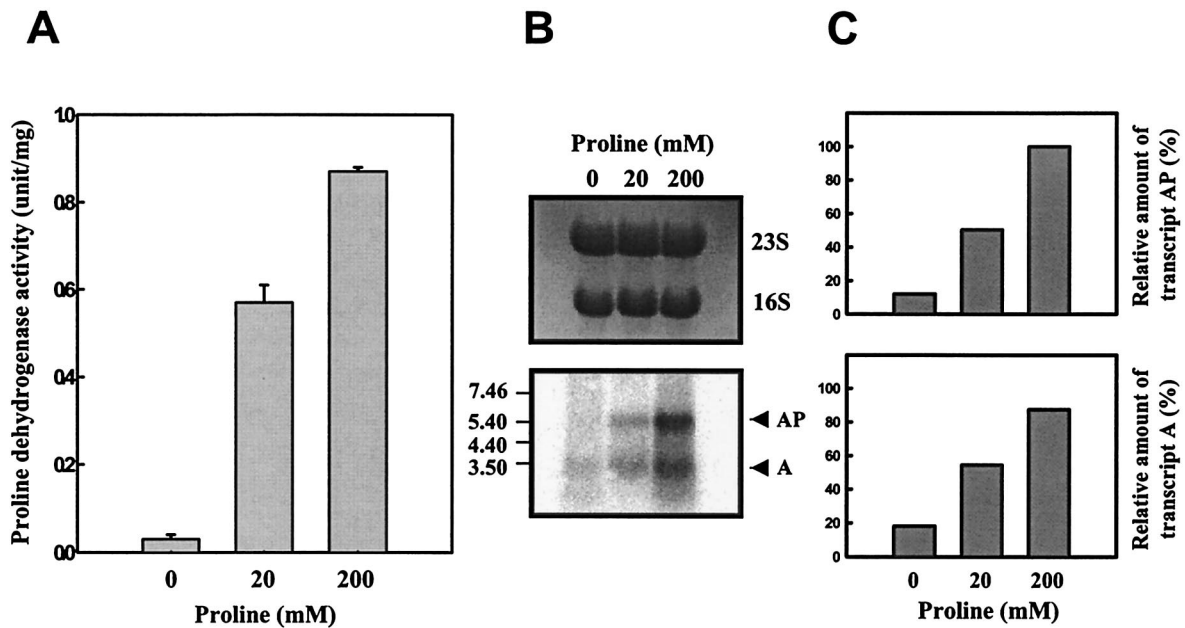 A
B
C
Proline dehydrogenase activity (unit/mg)
1.0
0.8
0.6
0.4
0.2
0.0
0 20 200
Proline (mM)
Proline (mM)
0 20 200
23S
16S
7.46
5.40
4.40
3.50
AP
A
100
80
60
40
20
0
Relative amount of
transcript AP (%)
100
80
60
40
20
0
Relative amount of
transcript A (%)
0 20 200
Proline (mM)